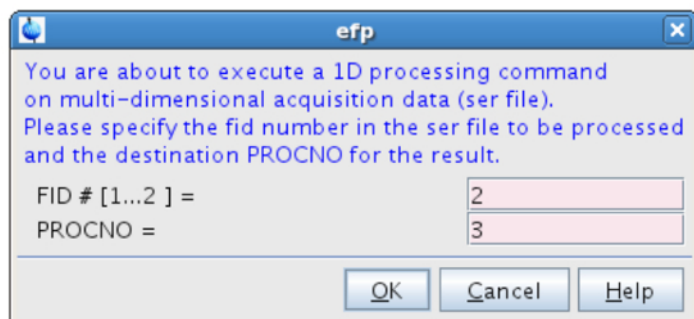 efp
You are about to execute a 1D processing command
on multi-dimensional acquisition data (ser file).
Please specify the fid number in the ser file to be processed
and the destination PROCNO for the result.
FID # [1...2 ] = 2
PROCNO = 3
OK Cancel Help